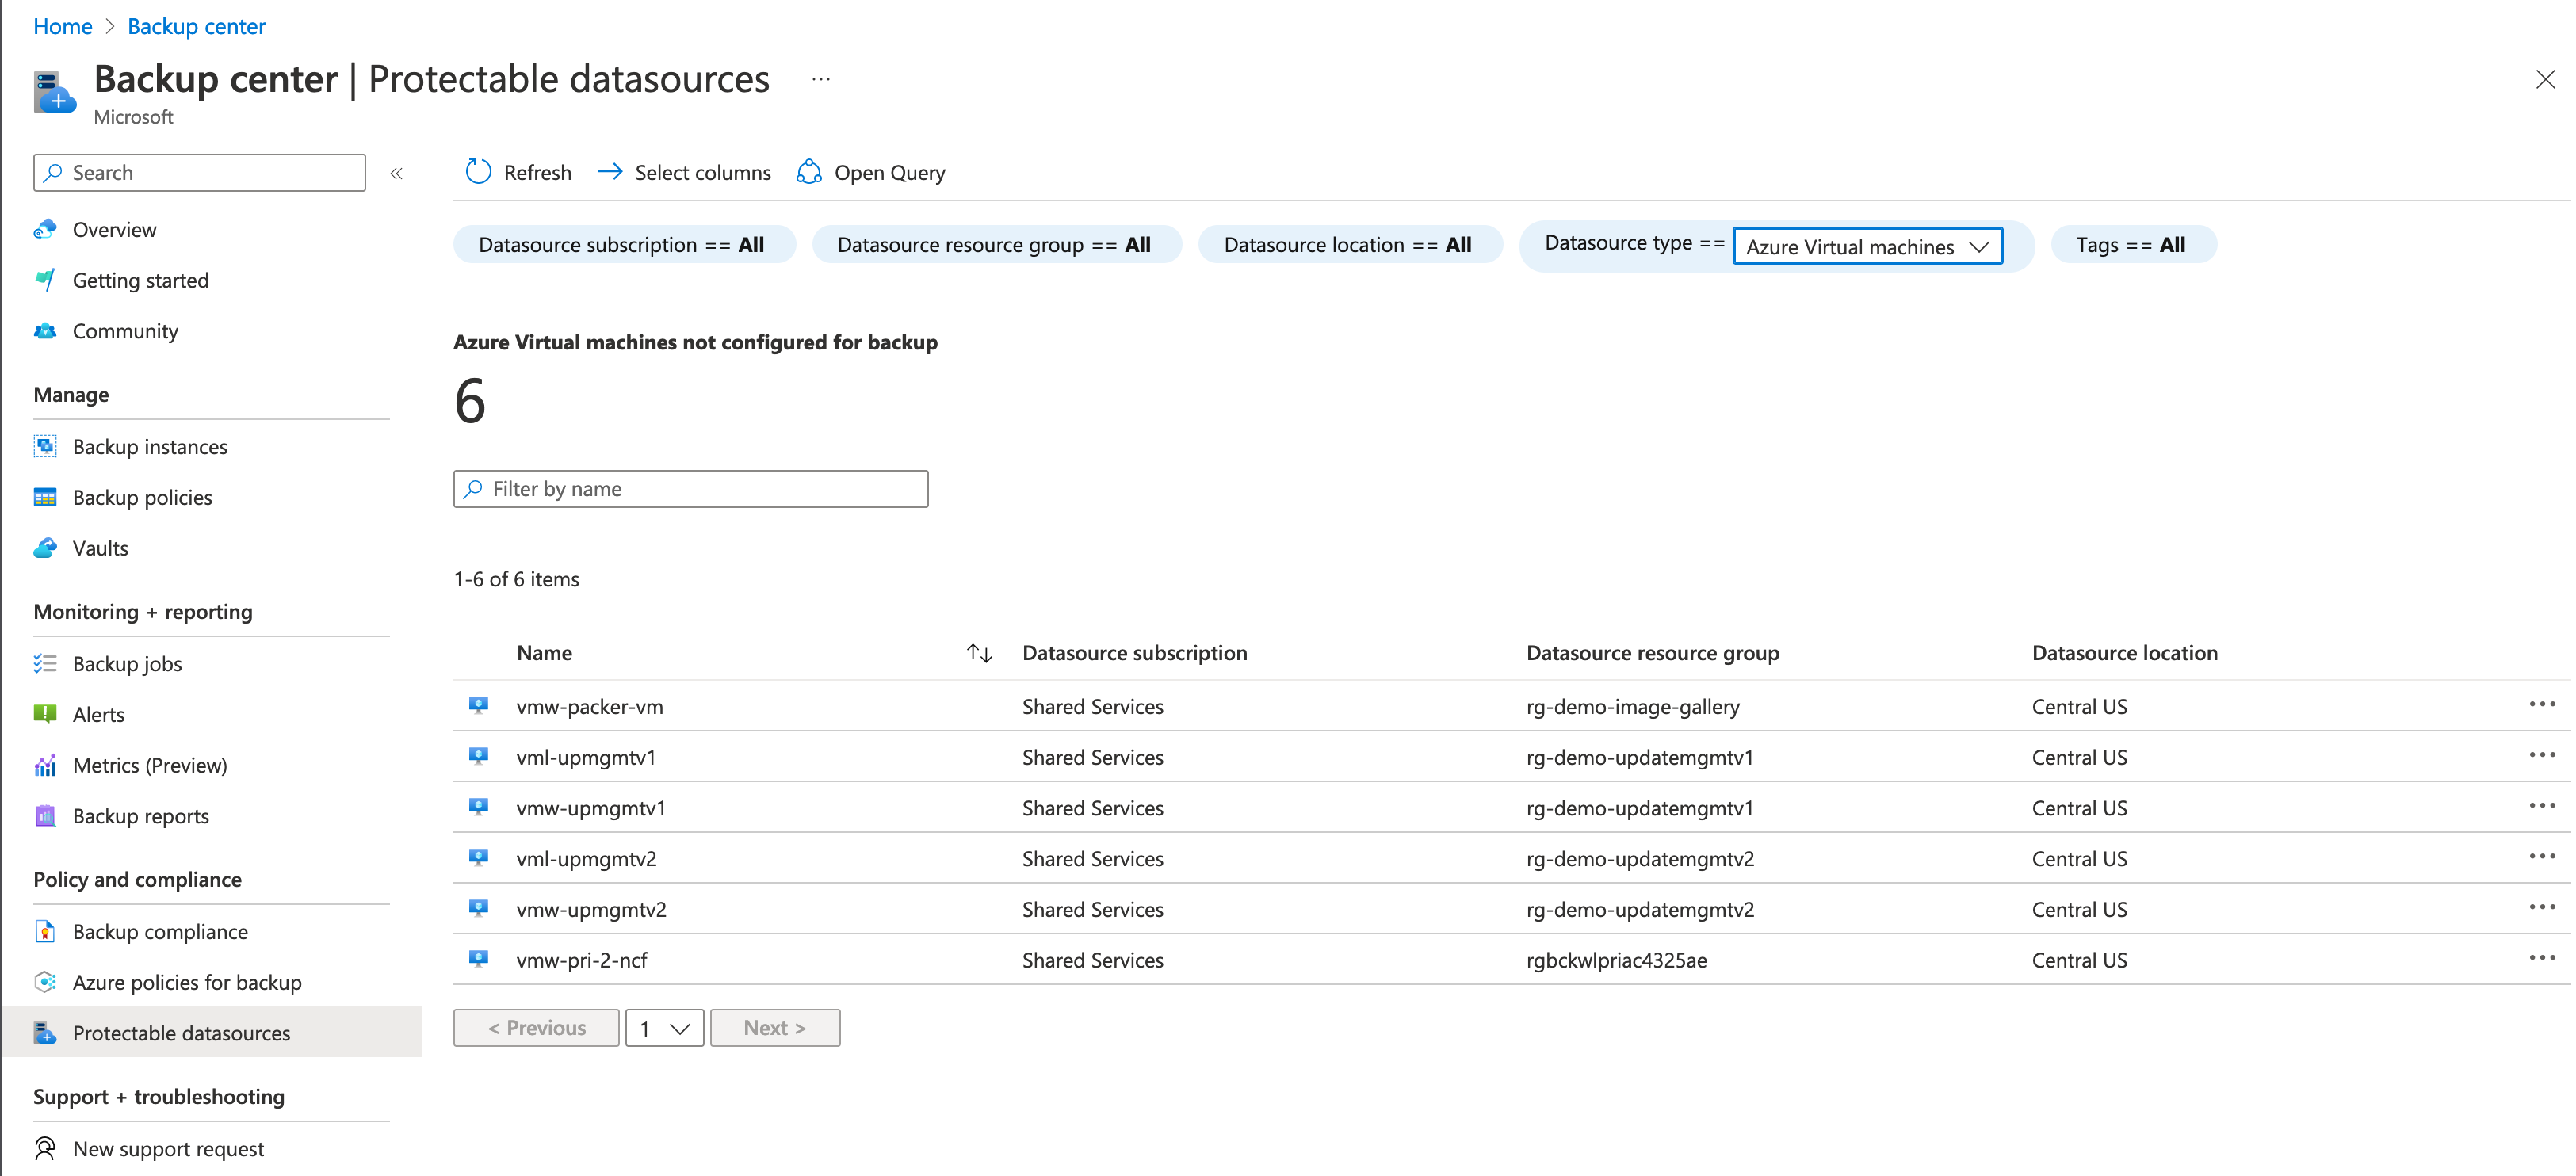 Home > Backup center
Backup center | Protectable datasources ...
Microsoft
Search «
Overview
Getting started
Community
Manage
Backup instances
Backup policies
Vaults
Monitoring + reporting
Backup jobs
Alerts
Metrics (Preview)
Backup reports
Policy and compliance
Backup compliance
Azure policies for backup
Protectable datasources
Support + troubleshooting
New support request
Refresh Select columns Open Query
Datasource subscription == All Datasource resource group == All Datasource location == All Datasource type == Azure Virtual machines Tags == All
Azure Virtual machines not configured for backup
6
Filter by name
1-6 of 6 items
Name ↑↓ Datasource subscription Datasource resource group Datasource location
vmw-packer-vm Shared Services rg-demo-image-gallery Central US ...
vml-upmgmtv1 Shared Services rg-demo-updatemgmtv1 Central US ...
vmw-upmgmtv1 Shared Services rg-demo-updatemgmtv1 Central US ...
vml-upmgmtv2 Shared Services rg-demo-updatemgmtv2 Central US ...
vmw-upmgmtv2 Shared Services rg-demo-updatemgmtv2 Central US ...
vmw-pri-2-ncf Shared Services rgbckwlpriac4325ae Central US ...
< Previous 1 Next >